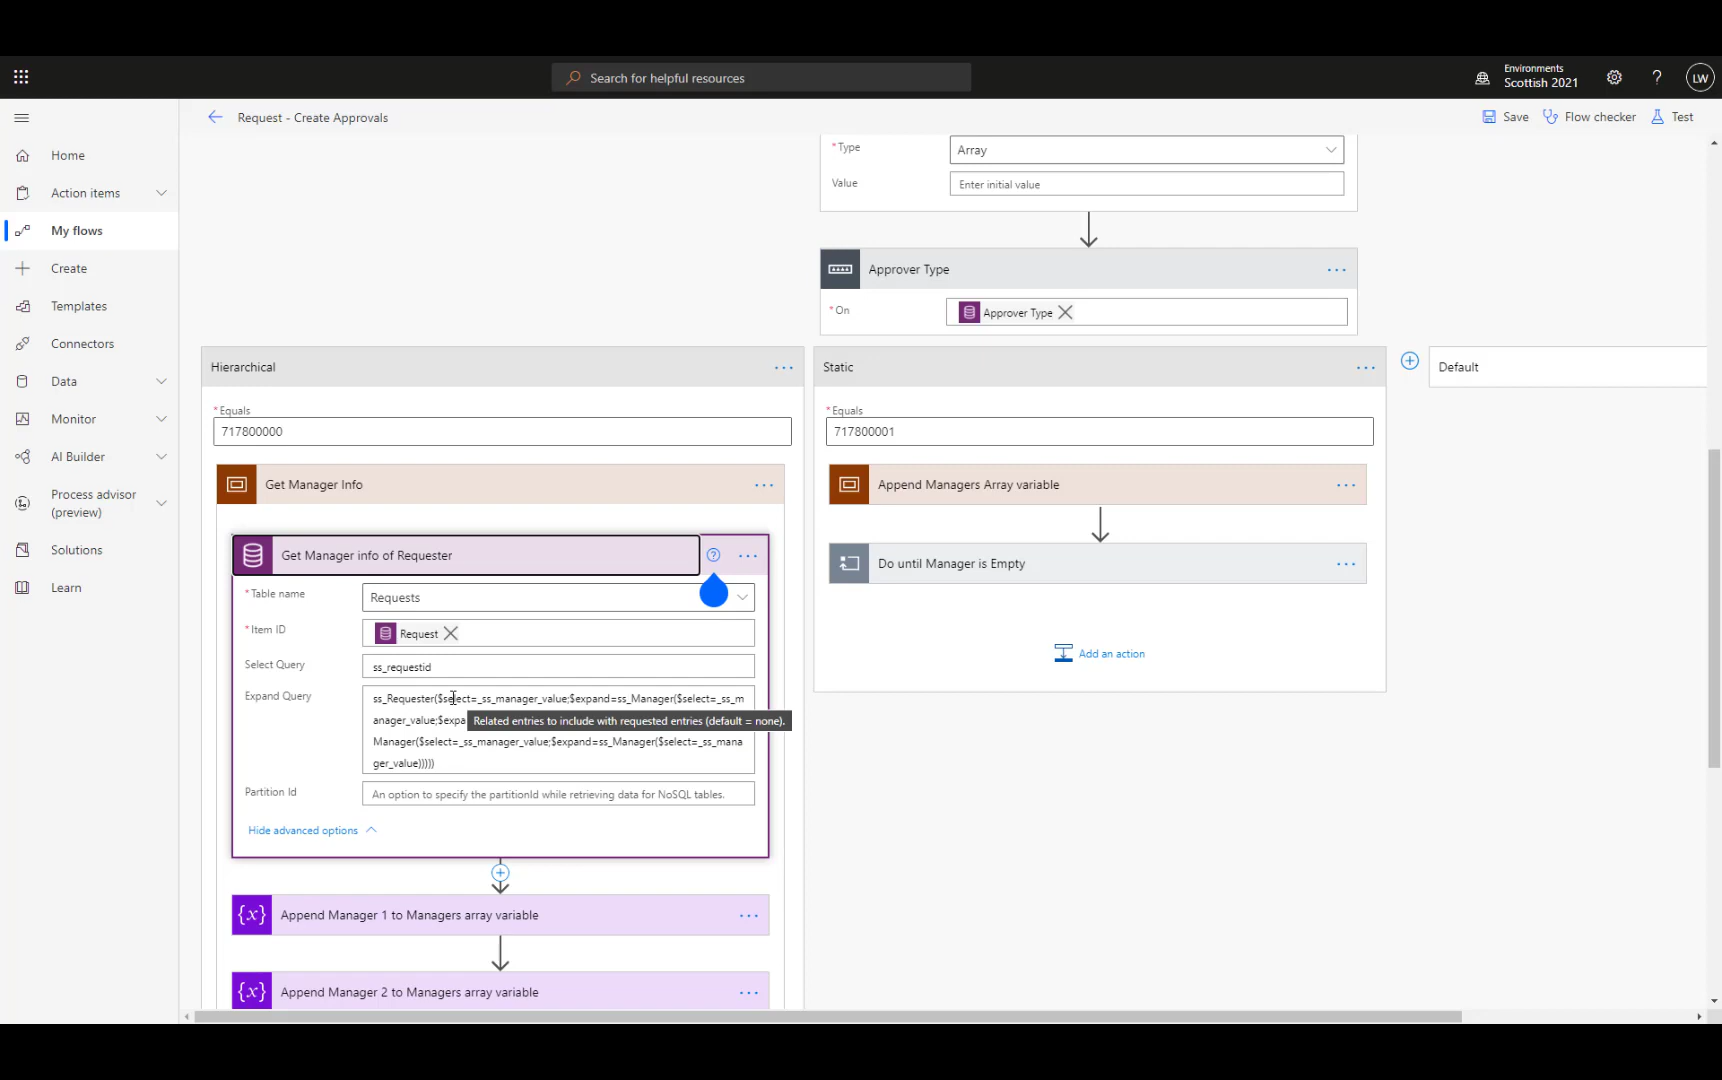 Search for helpful resources
Environments
Scottish 2021
?
LW
Request - Create Approvals
Save
Flow checker
Test
Home
Action items
My flows
Create
Templates
Connectors
Data
Monitor
AI Builder
Process advisor
(preview)
Solutions
Learn
*Type
Array
Value
Enter initial value
Approver Type
*On
Approver Type
Hierarchical
*Equals
717800000
Get Manager Info
Get Manager info of Requester
?
*Table name
Requests
*Item ID
Request
Select Query
ss_requestid
Expand Query
ss_Requester($select=_ss_manager_value;$expand=ss_Manager($select=_ss_m
anager_value;$expa
Related entries to include with requested entries (default = none).
Manager($select=_ss_manager_value;$expand=ss_Manager($select=_ss_mana
ger_value)))))
Partition Id
An option to specify the partitionId while retrieving data for NoSQL tables.
Hide advanced options
{x} Append Manager 1 to Managers array variable
{x} Append Manager 2 to Managers array variable
Static
*Equals
717800001
Append Managers Array variable
Do until Manager is Empty
Add an action
Default